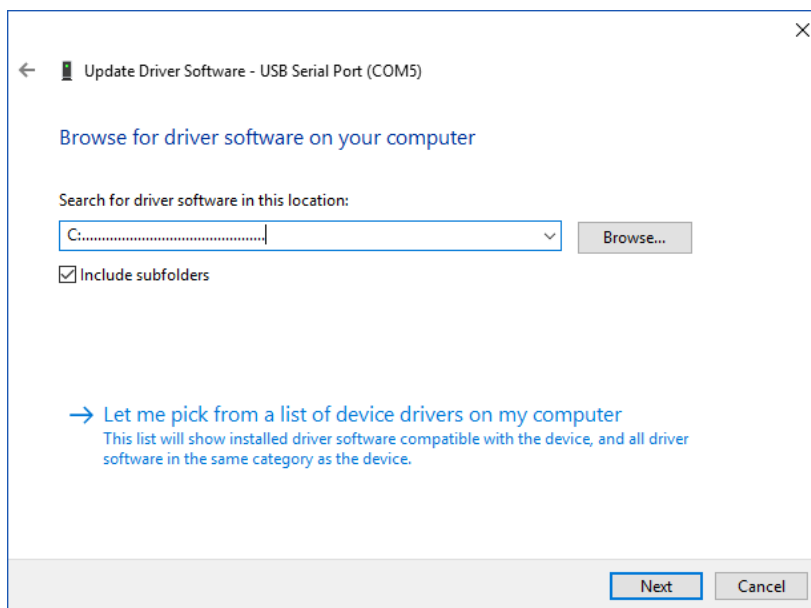 Update Driver Software - USB Serial Port (COM5)
Browse for driver software on your computer
Search for driver software in this location:
C:..............................................
Browse...
Include subfolders
Let me pick from a list of device drivers on my computer
This list will show installed driver software compatible with the device, and all driver
software in the same category as the device.
Next
Cancel